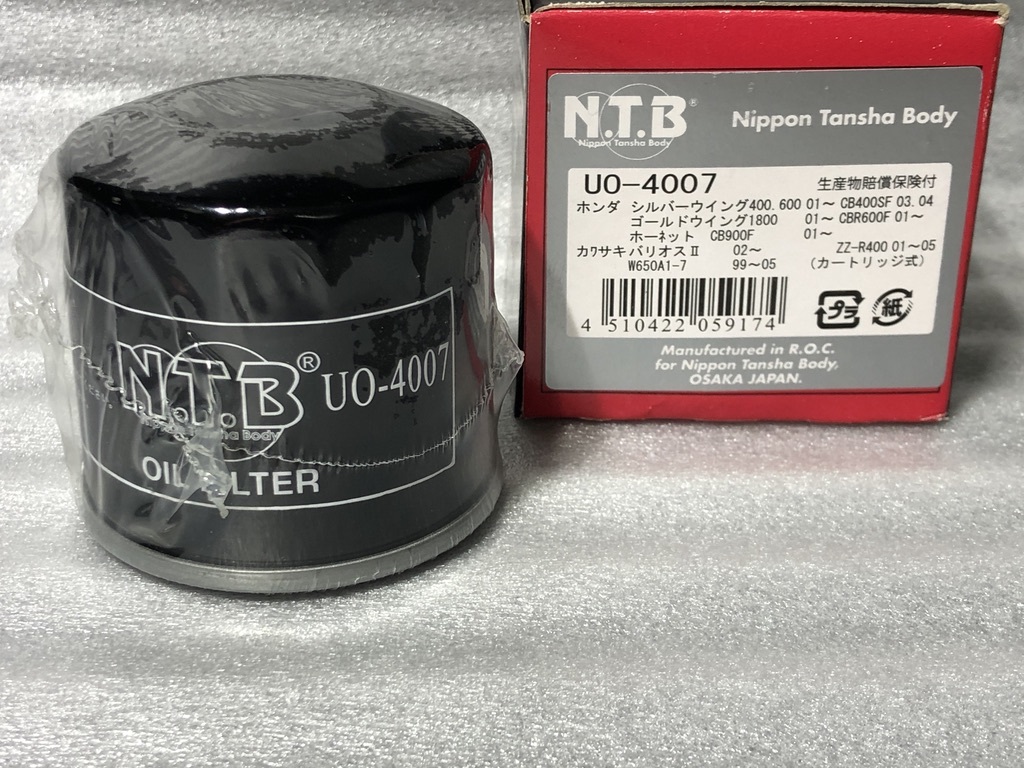 N.T.B®
Nippon Tansha Body
UO-4007
OIL FILTER
N.T.B®
Nippon Tansha Body
Nippon Tansha Body
UO-4007 生産物賠償保険付
ホンダ シルバーウイング400.600 01～ CB400SF 03.04
ゴールドウイング1800 01～ CBR600F 01～
ホーネット CB900F 01～
カワサキバリオスⅡ 02～ ZZ-R400 01～05
W650A1-7 99～05 (カートリッジ式)
4 510422 059174
プラ
紙
Manufactured in R.O.C.
for Nippon Tansha Body,
OSAKA JAPAN.